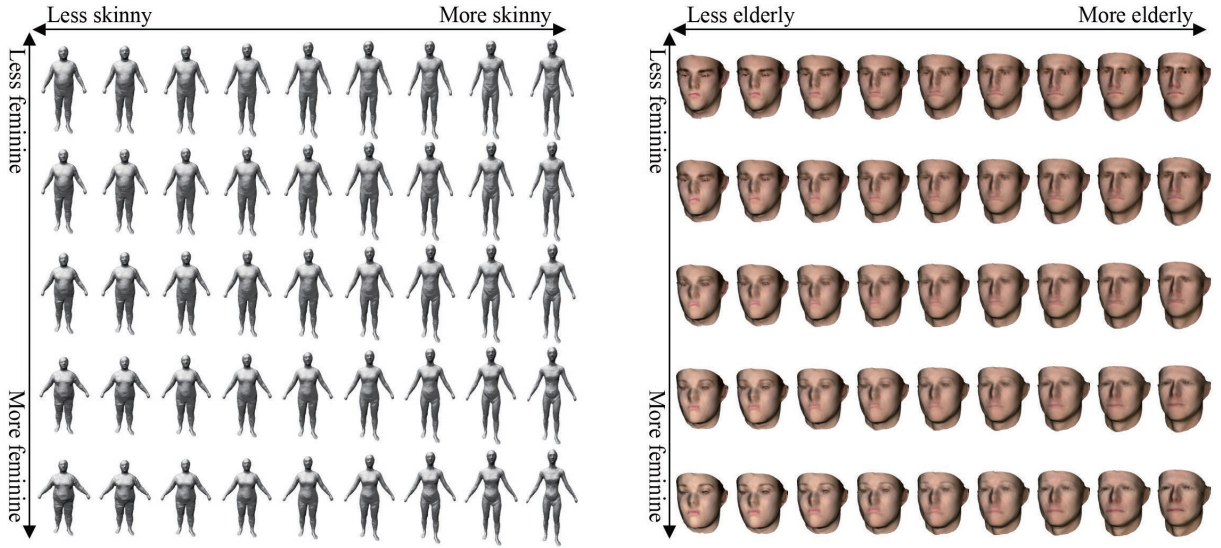 Less skinny
More skinny
Less feminine
More feminine
Less elderly
More elderly
Less feminine
More feminine